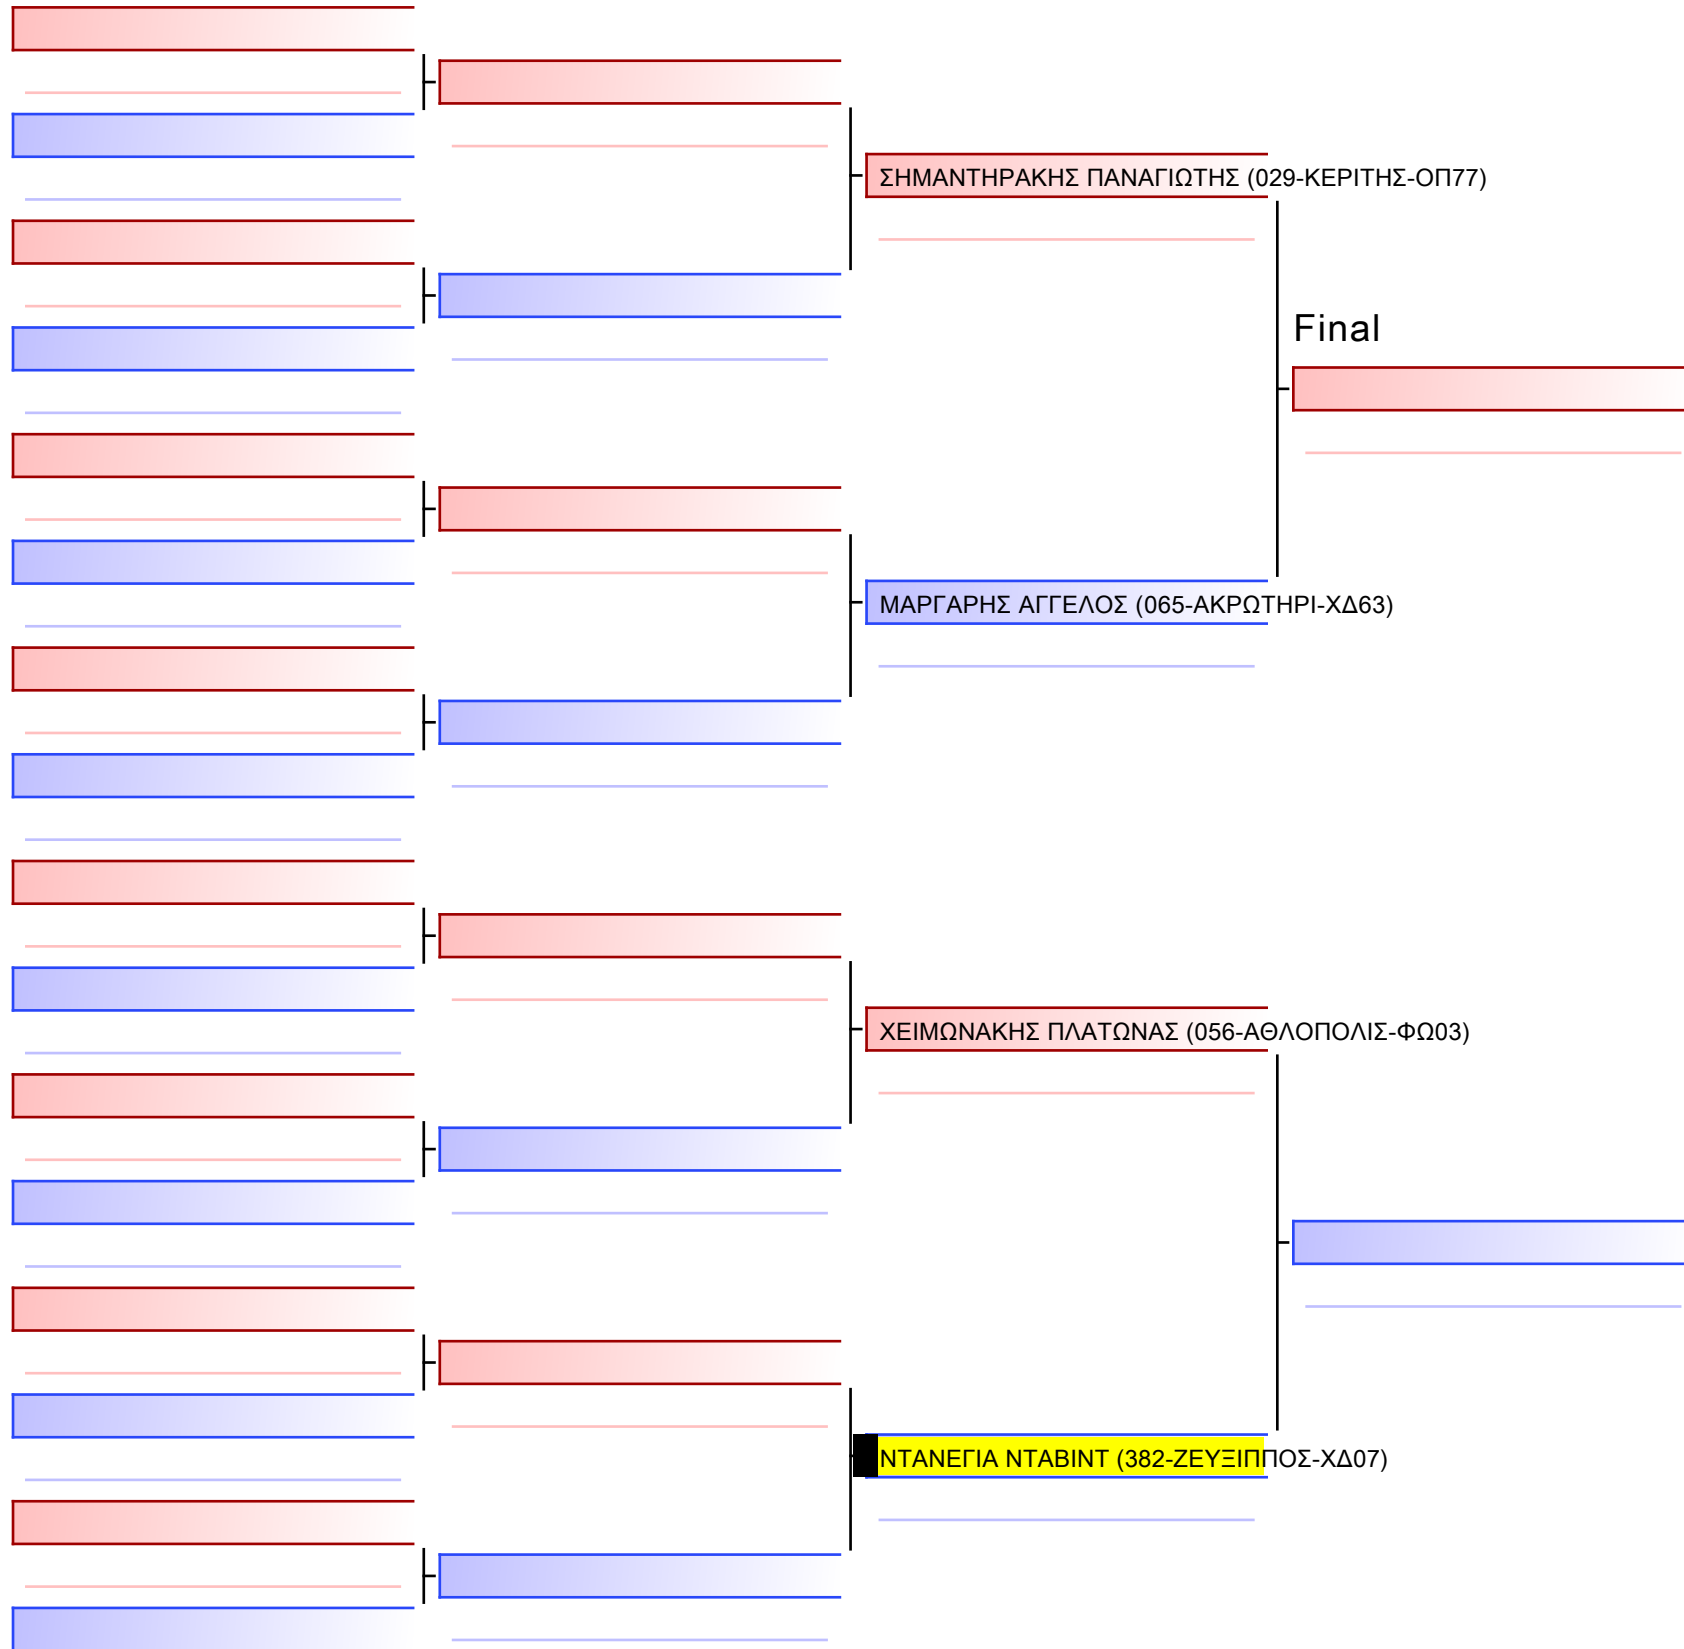 ΣΗΜΑΝΤΗΡΑΚΗΣ ΠΑΝΑΓΙΩΤΗΣ (029-ΚΕΡΙΤΗΣ-ΟΠ77)
Final
ΜΑΡΓΑΡΗΣ ΑΓΓΕΛΟΣ (065-ΑΚΡΩΤΗΡΙ-ΧΔ63)
ΧΕΙΜΩΝΑΚΗΣ ΠΛΑΤΩΝΑΣ (056-ΑΘΛΟΠΟΛΙΣ-ΦΩ03)
ΝΤΑΝΕΓΙΑ ΝΤΑΒΙΝΤ (382-ΖΕΥΞΙΠΠΟΣ-ΧΔ07)